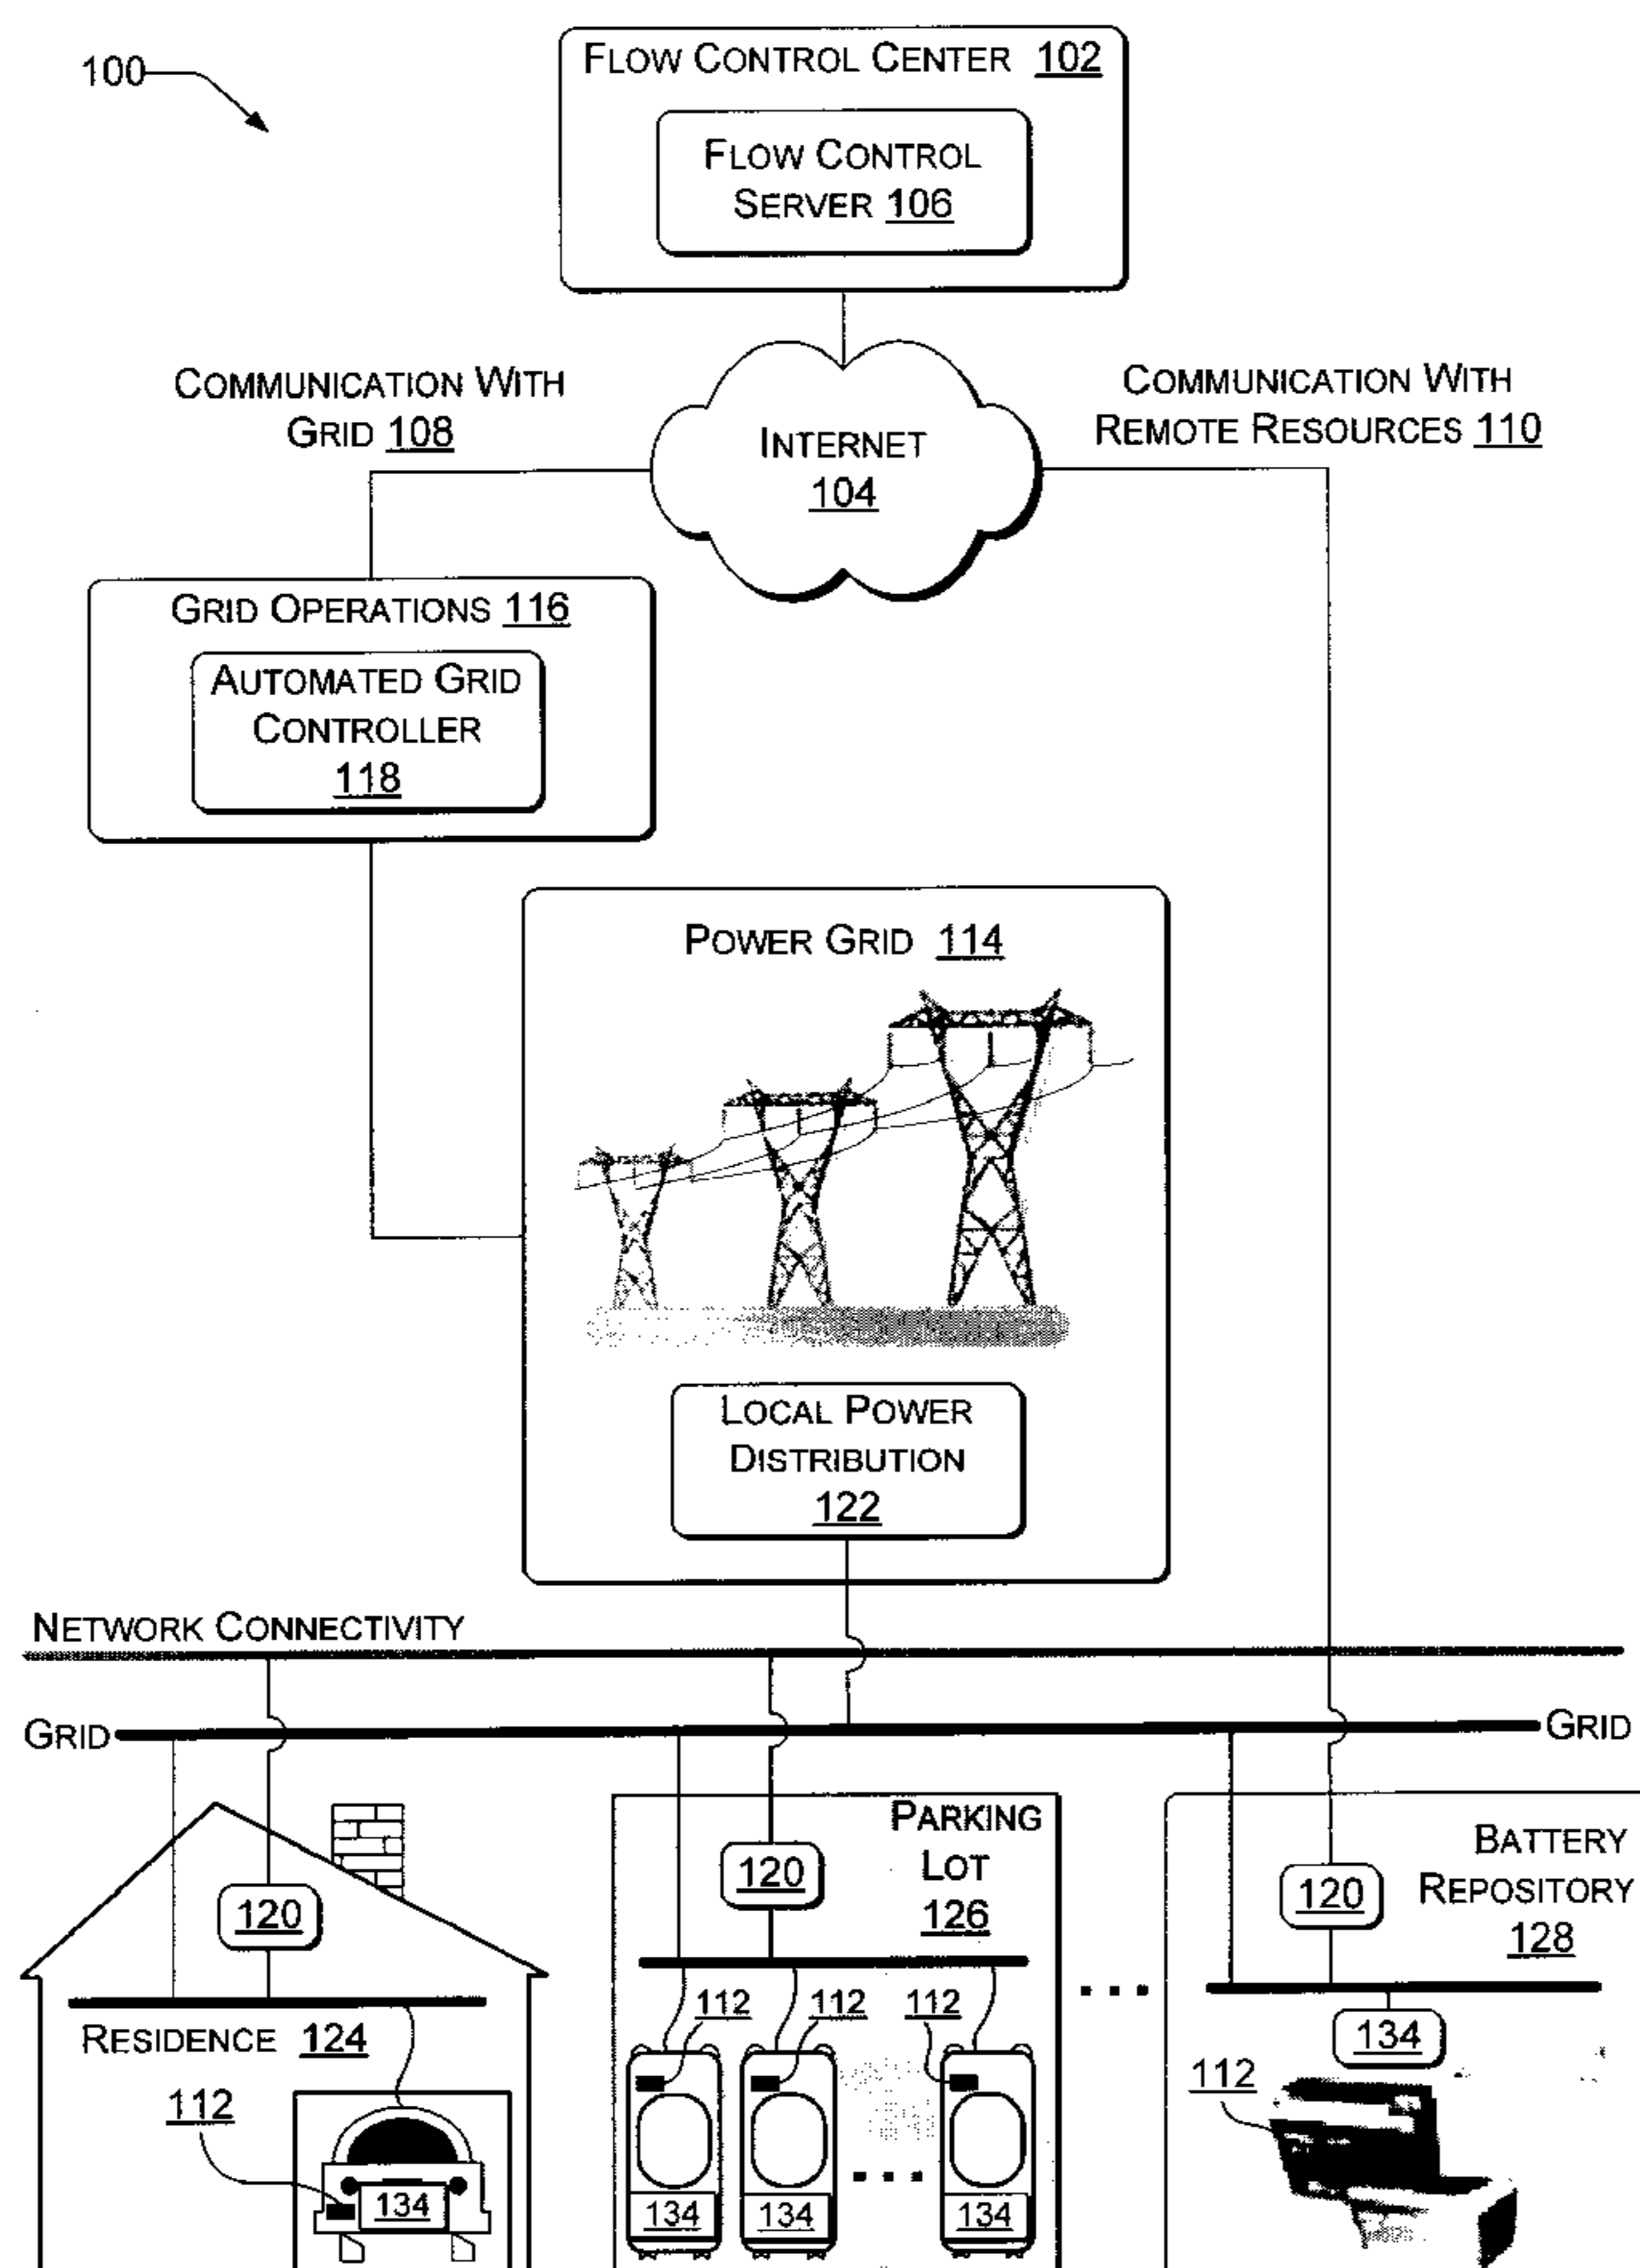 100
FLOW CONTROL CENTER 102
FLOW CONTROL
SERVER 106
COMMUNICATION WITH
GRID 108
INTERNET
104
COMMUNICATION WITH
REMOTE RESOURCES 110
GRID OPERATIONS 116
AUTOMATED GRID
CONTROLLER
118
POWER GRID 114
LOCAL POWER
DISTRIBUTION
122
NETWORK CONNECTIVITY
GRID
GRID
120
RESIDENCE 124
112
134
PARKING
LOT
126
120
112
112
112
134
134
134
BATTERY
REPOSITORY
128
120
134
112